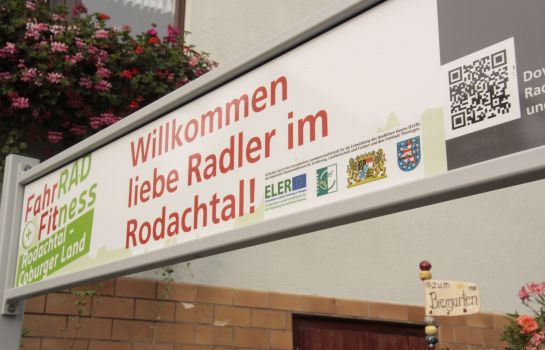 FahrRAD
+ Fitness
Rodachtal –
Coburger Land
Willkommen
liebe Radler im
Rodachtal!
ELER
zum
Biergarten